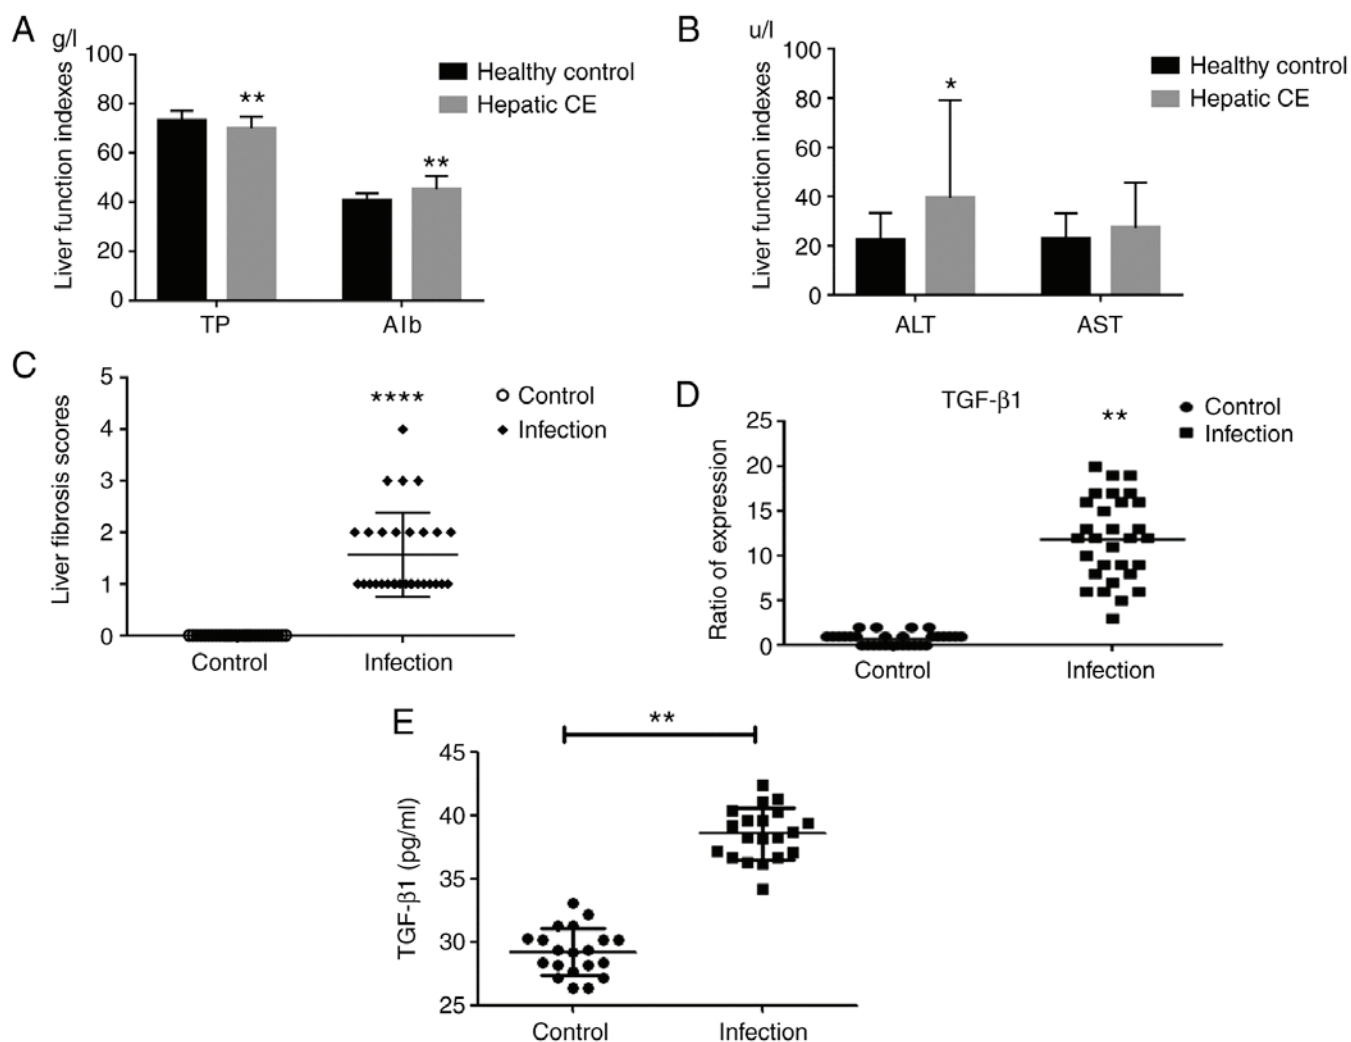 A
g/l
Liver function indexes
100
80
60
40
20
0
**
**
TP
Alb
Healthy control
Hepatic CE
B
u/l
Liver function indexes
100
80
60
40
20
0
*
ALT
AST
Healthy control
Hepatic CE
C
Liver fibrosis scores
5
4
3
2
1
0
****
Control
Infection
Control
Infection
D
TGF-β1
Ratio of expression
25
20
15
10
5
0
**
Control
Infection
Control
Infection
E
**
TGF-β1 (pg/ml)
45
40
35
30
25
Control
Infection